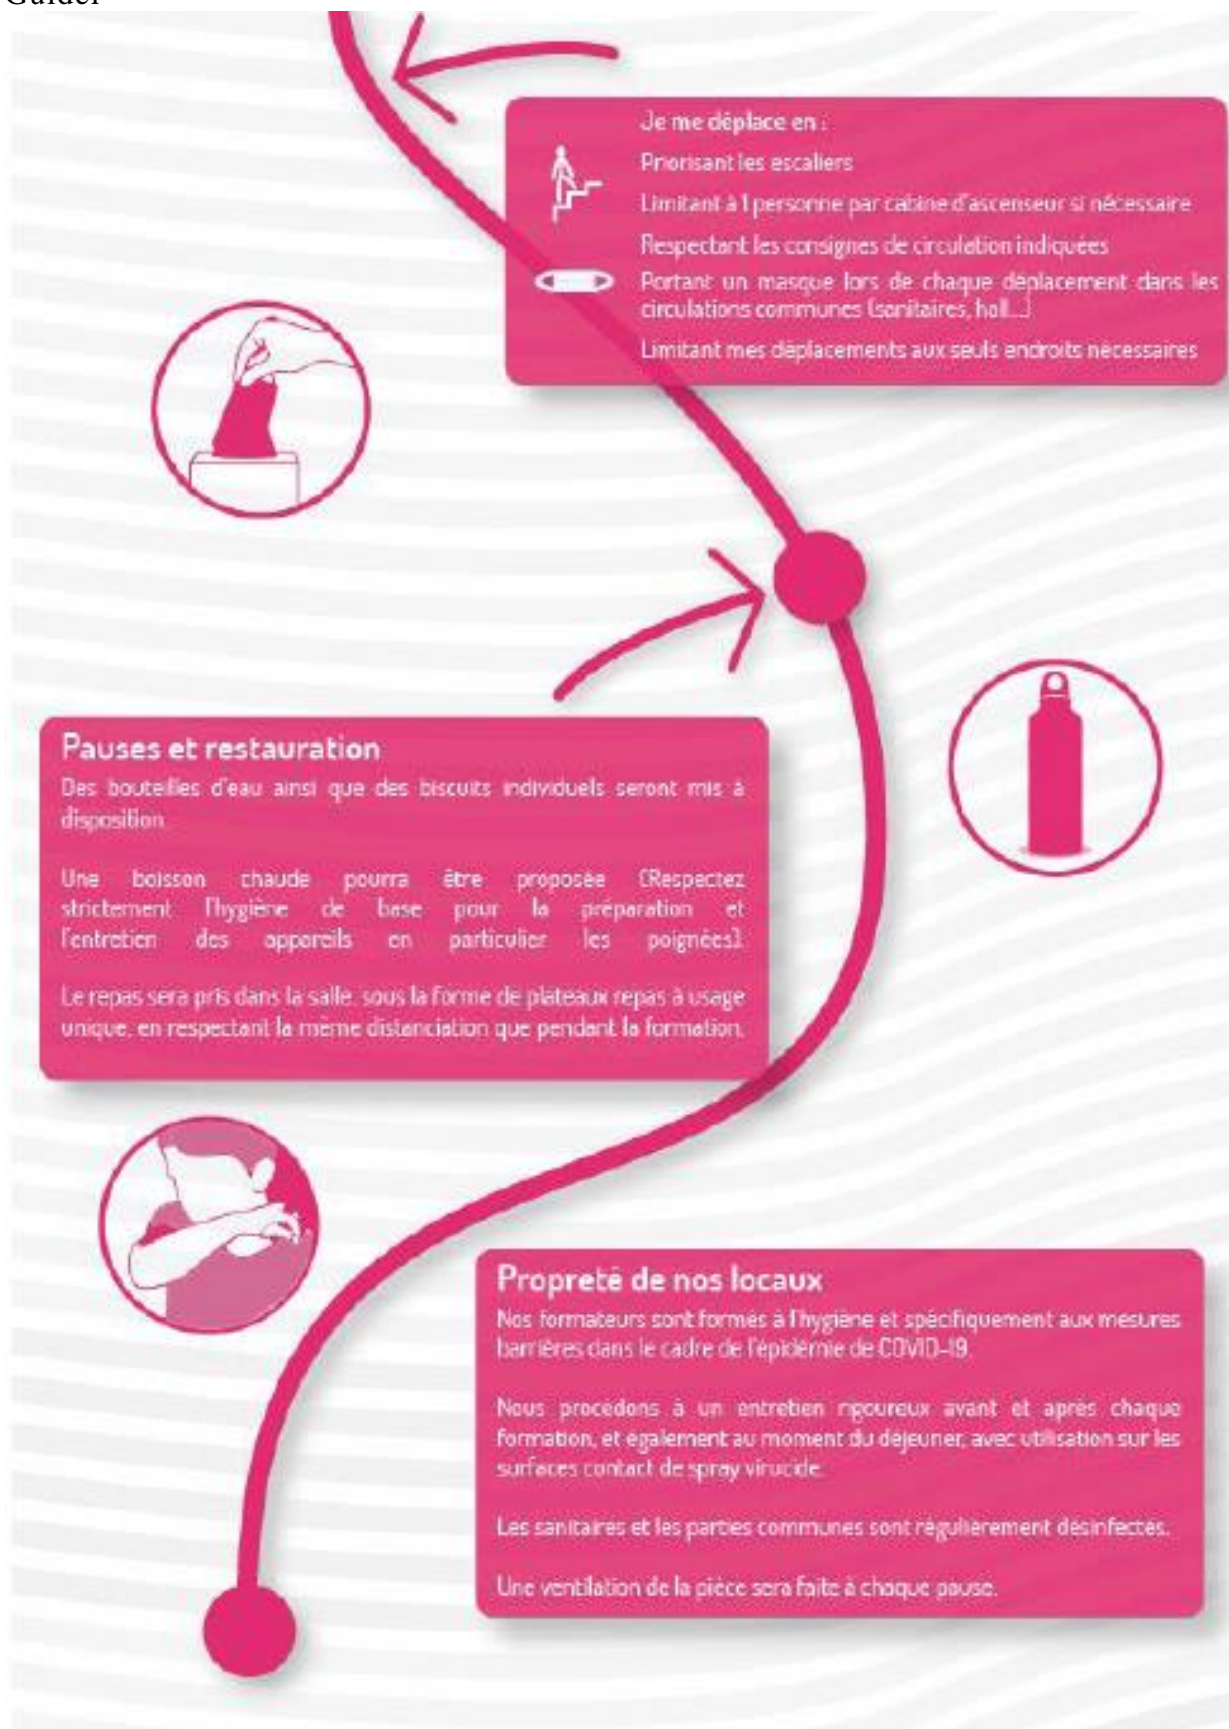 Guidel
Je me déplace en :
Priorisant les escaliers
Limitant à 1 personne par cabine d'ascenseur si nécessaire
Respectant les consignes de circulation indiquées
Portant un masque lors de chaque déplacement dans les
circulations communes (sanitaires, hall...)
Limitant mes déplacements aux seuls endroits nécessaires
Pauses et restauration
Des bouteilles d'eau ainsi que des biscuits individuels seront mis à
disposition.
Une boisson chaude pourra être proposée (Respectez
strictement l'hygiène de base pour la préparation et
l'entretien des appareils en particulier les poignées).
Le repas sera pris dans la salle, sous la forme de plateaux repas à usage
unique, en respectant la même distanciation que pendant la formation.
Propreté de nos locaux
Nos formateurs sont formés à l'hygiène et spécifiquement aux mesures
barrières dans le cadre de l'épidémie de COVID-19.
Nous procédons à un entretien rigoureux avant et après chaque
formation, et également au moment du déjeuner, avec utilisation sur les
surfaces contact de spray virucide.
Les sanitaires et les parties communes sont régulièrement désinfectés.
Une ventilation de la pièce sera faite à chaque pause.